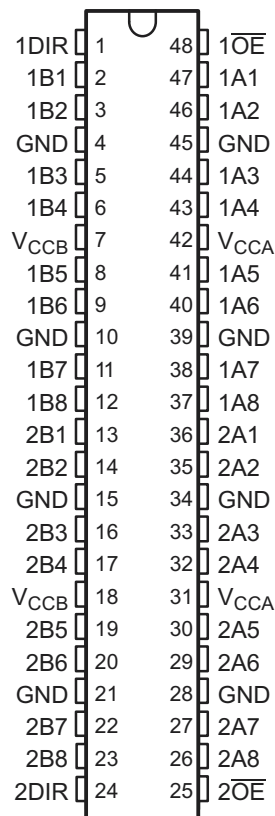 1DIR 1 48 1O̅E̅
1B1 2 47 1A1
1B2 3 46 1A2
GND 4 45 GND
1B3 5 44 1A3
1B4 6 43 1A4
VCCB 7 42 VCCA
1B5 8 41 1A5
1B6 9 40 1A6
GND 10 39 GND
1B7 11 38 1A7
1B8 12 37 1A8
2B1 13 36 2A1
2B2 14 35 2A2
GND 15 34 GND
2B3 16 33 2A3
2B4 17 32 2A4
VCCB 18 31 VCCA
2B5 19 30 2A5
2B6 20 29 2A6
GND 21 28 GND
2B7 22 27 2A7
2B8 23 26 2A8
2DIR 24 25 2O̅E̅